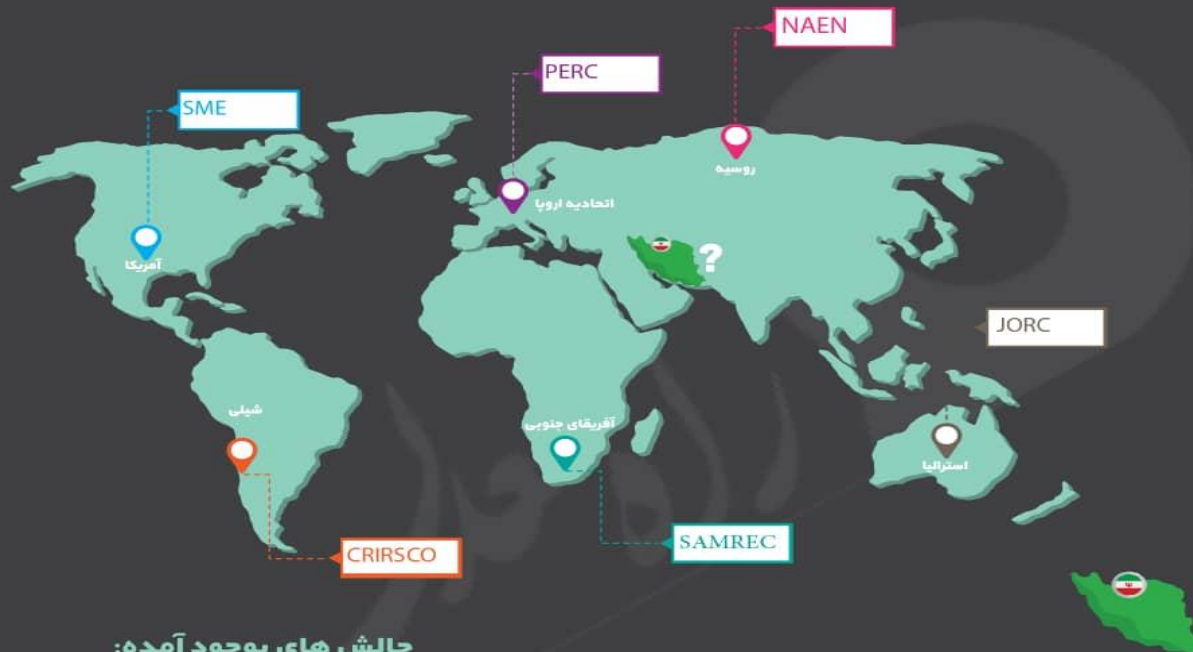 NAEN
PERC
SME
روسیه
اتحادیه اروپا
?
آمریکا
JORC
شیلی
آفریقای جنوبی
استرالیا
SAMREC
CRIRSCO
چالش های بوجود آمده: